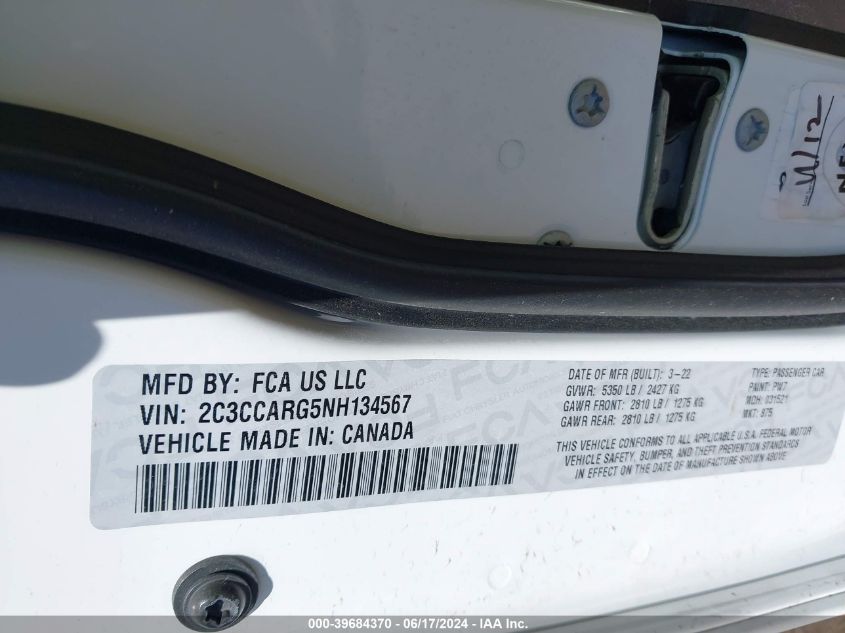 MFD BY: FCA US LLC
VIN: 2C3CCARG5NH134567
VEHICLE MADE IN: CANADA
DATE OF MFR (BUILT): 3-22
GVWR: 5350 LB / 2427 KG
GAWR FRONT: 2810 LB / 1275 KG
GAWR REAR: 2810 LB / 1275 KG
TYPE: PASSENGER CAR
PAINT: PW7
MDH: 031521
MKT: 875
THIS VEHICLE CONFORMS TO ALL APPLICABLE U.S.A. FEDERAL MOTOR
VEHICLE SAFETY, BUMPER, AND THEFT PREVENTION STANDARDS
IN EFFECT ON THE DATE OF MANUFACTURE SHOWN ABOVE
000-39684370 - 06/17/2024 - IAA Inc.